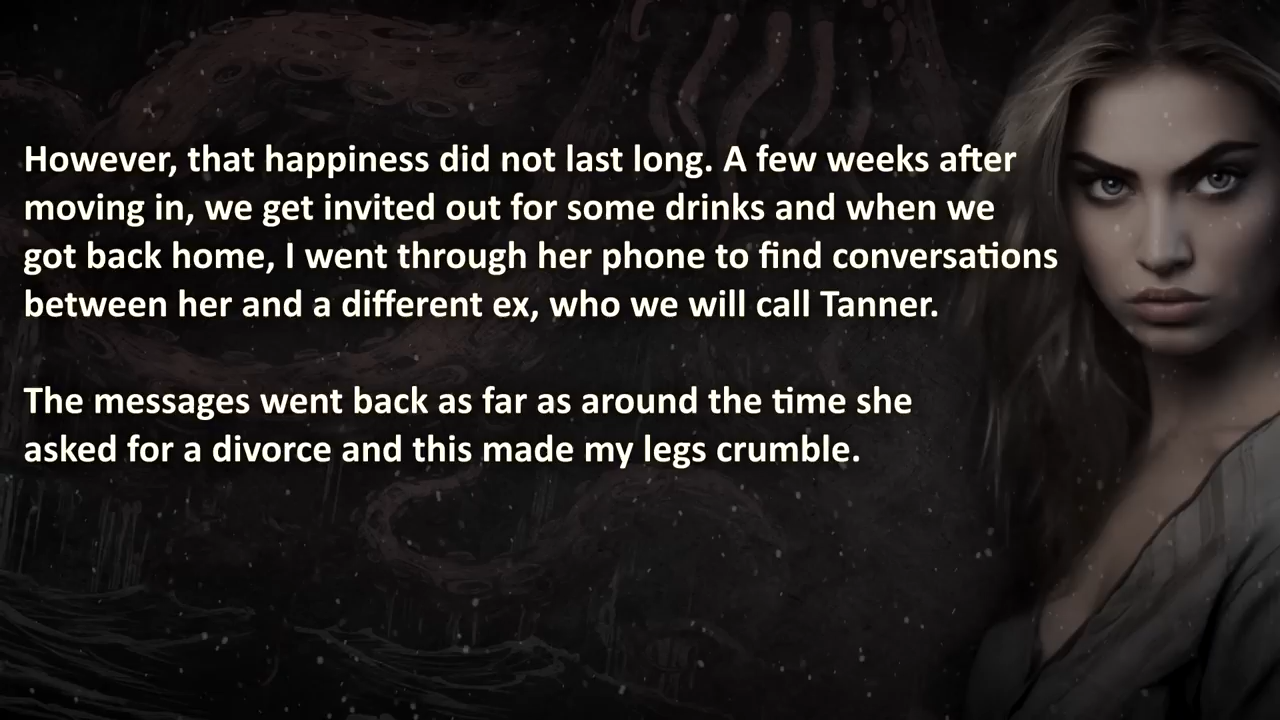 However, that happiness did not last long. A few weeks after
moving in, we get invited out for some drinks and when we
got back home, I went through her phone to find conversations
between her and a different ex, who we will call Tanner.
The messages went back as far as around the time she
asked for a divorce and this made my legs crumble.